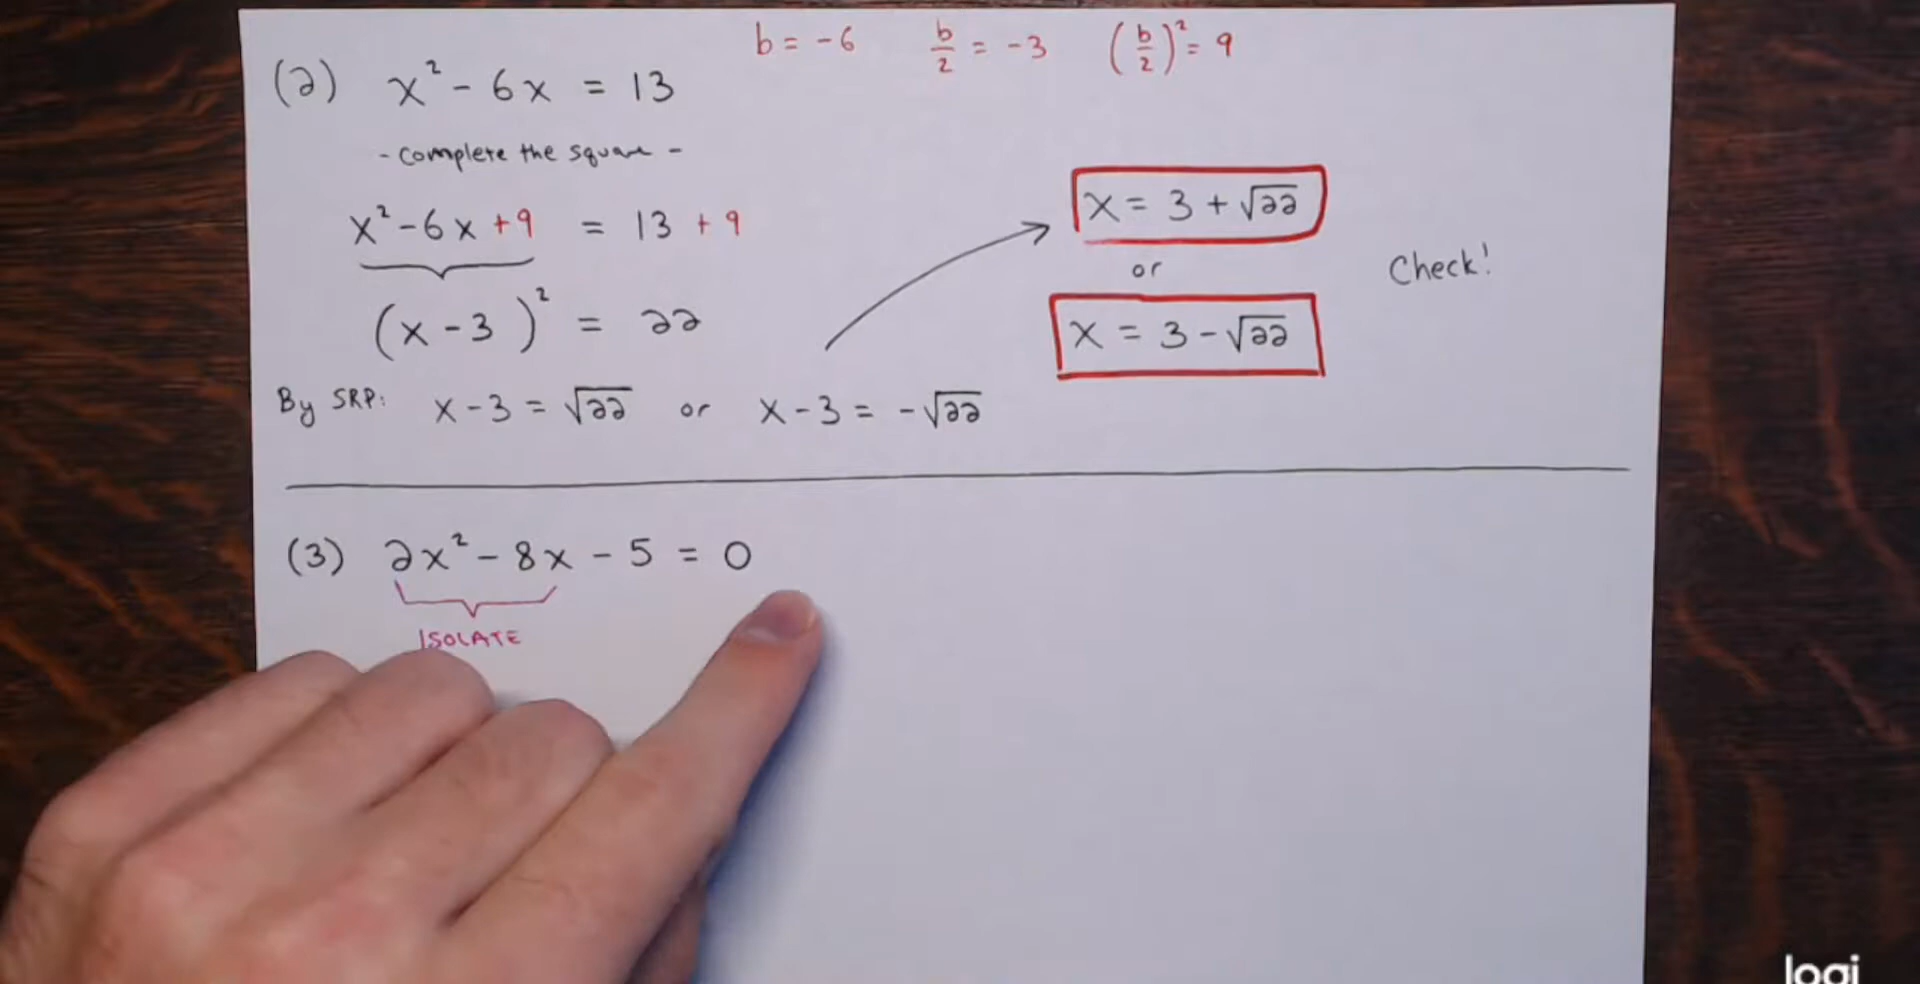 b = -6   b/2 = -3   (b/2)² = 9
(2) x² - 6x = 13
- complete the square -
x² - 6x + 9 = 13 + 9
(x - 3)² = 22
By SRP: x - 3 = √22 or x - 3 = -√22
x = 3 + √22
or
x = 3 - √22
Check!
(3) 2x² - 8x - 5 = 0
ISOLATE
logi